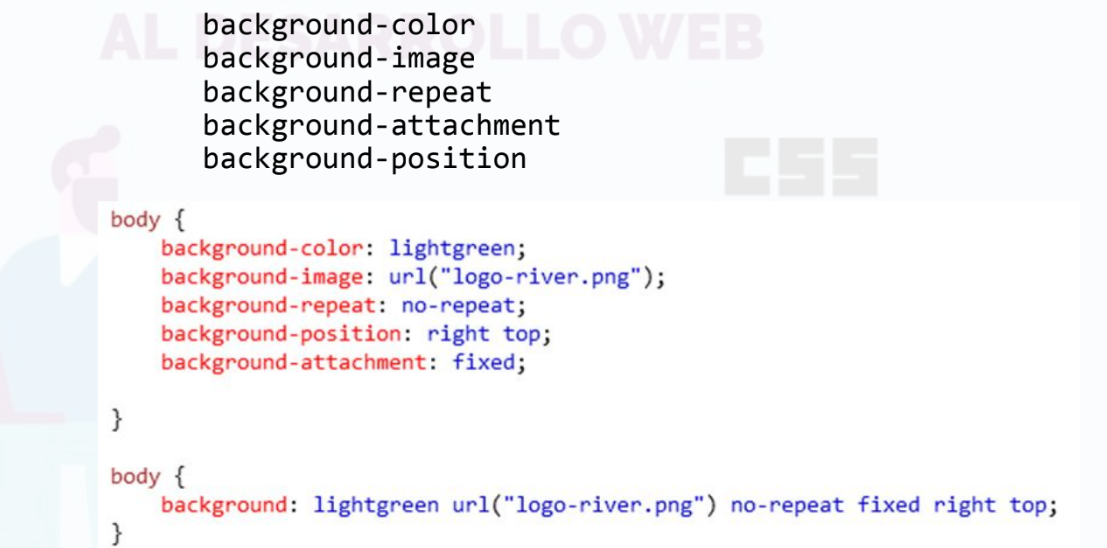 AL DESARROLLO WEB
background-color
background-image
background-repeat
background-attachment
background-position
CSS
body {
    background-color: lightgreen;
    background-image: url("logo-river.png");
    background-repeat: no-repeat;
    background-position: right top;
    background-attachment: fixed;
}
body {
    background: lightgreen url("logo-river.png") no-repeat fixed right top;
}